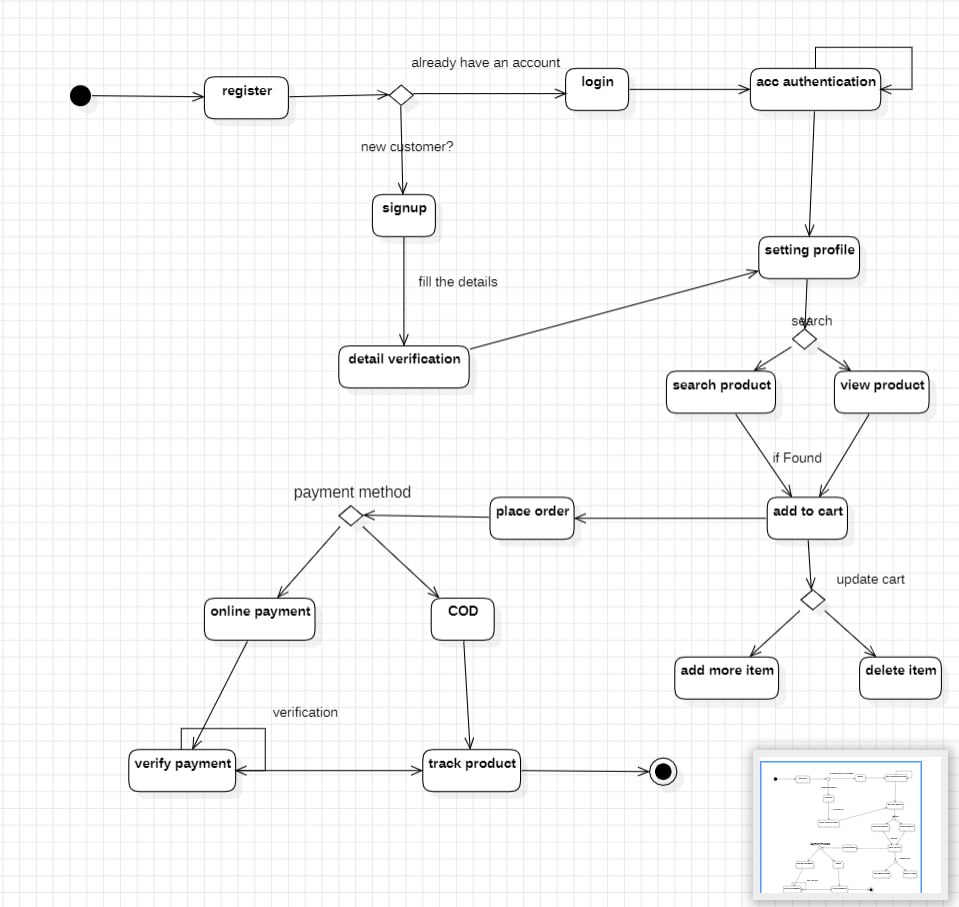 already have an account
register
login
acc authentication
new customer?
signup
setting profile
fill the details
search
detail verification
search product
view product
if Found
payment method
place order
add to cart
update cart
online payment
COD
add more item
delete item
verification
verify payment
track product